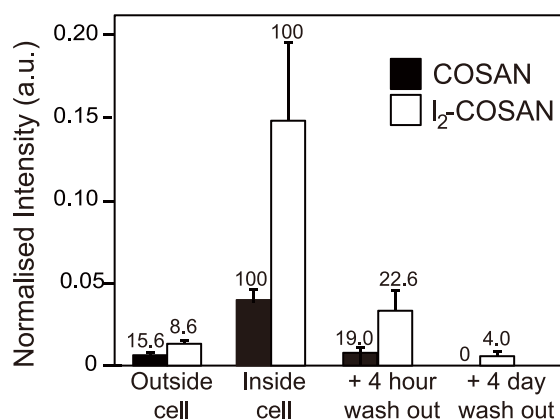 Normalised Intensity (a.u.)
0.20
0.15
0.10
0.05
0
COSAN
I₂-COSAN
15.6
8.6
100
100
19.0
22.6
0
4.0
Outside
cell
Inside
cell
+ 4 hour
wash out
+ 4 day
wash out